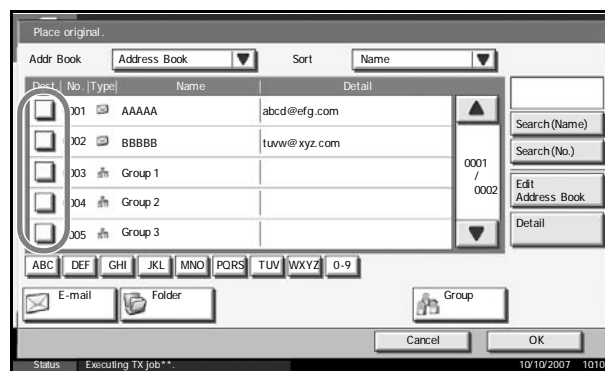 Place original.
Addr Book Address Book Sort Name
Dest. No. Type Name Detail
001 AAAAA abcd@efg.com
002 BBBBB tuvw@xyz.com
003 Group 1
004 Group 2
005 Group 3
0001
/
0002
Search(Name)
Search(No.)
Edit
Address Book
Detail
ABC DEF GHI JKL MNO PQRS TUV WXYZ 0-9
E-mail Folder Group
Cancel OK
Status Executing TX job**. 10/10/2007 10:10